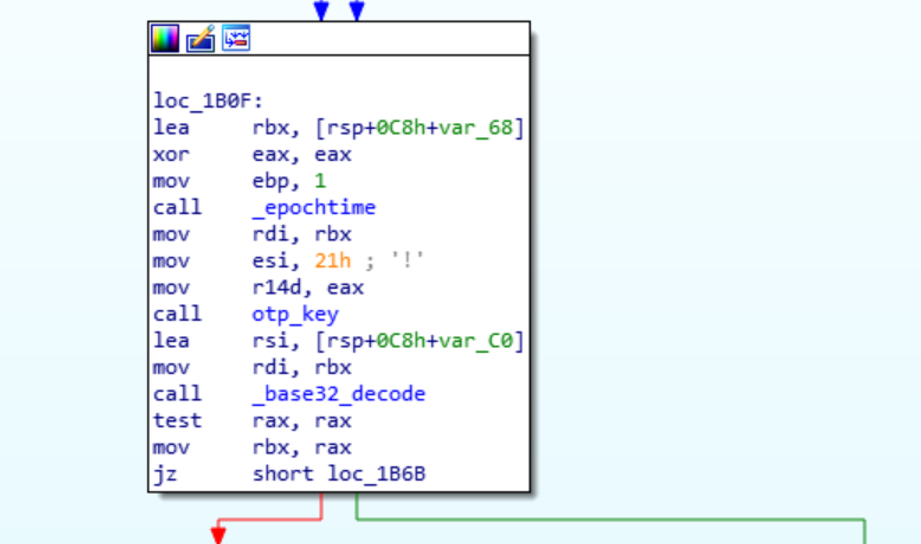 loc_1B0F:
lea rbx, [rsp+0C8h+var_68]
xor eax, eax
mov ebp, 1
call _epochtime
mov rdi, rbx
mov esi, 21h ; '!'
mov r14d, eax
call otp_key
lea rsi, [rsp+0C8h+var_C0]
mov rdi, rbx
call _base32_decode
test rax, rax
mov rbx, rax
jz short loc_1B6B